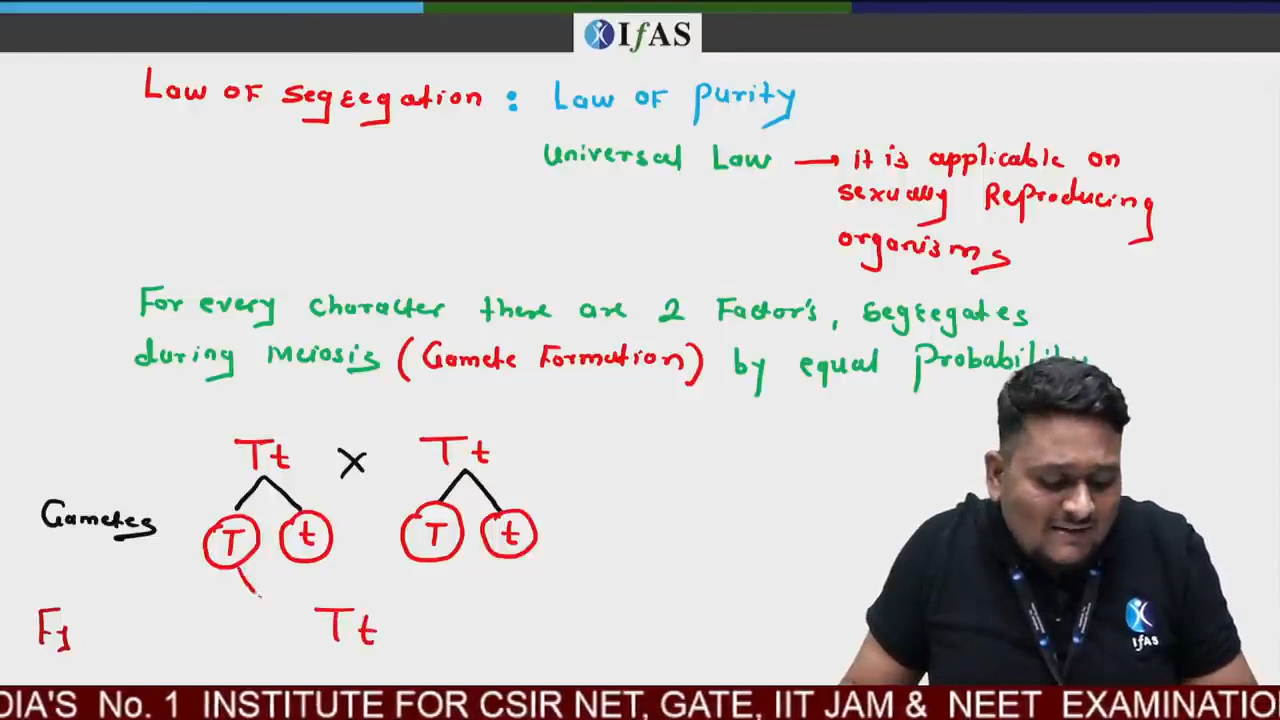 IfAS
Law of segregation : Law of purity
Universal Law → it is applicable on
sexually Reproducing
organisms
For every character there are 2 Factor's, segregates
during Meiosis (Gamete Formation) by equal
Tt × Tt
Gametes T t T t
F1 Tt
IfAS
DIA'S No. 1 INSTITUTE FOR CSIR NET, GATE, IIT JAM & NEET EXAMINATIO